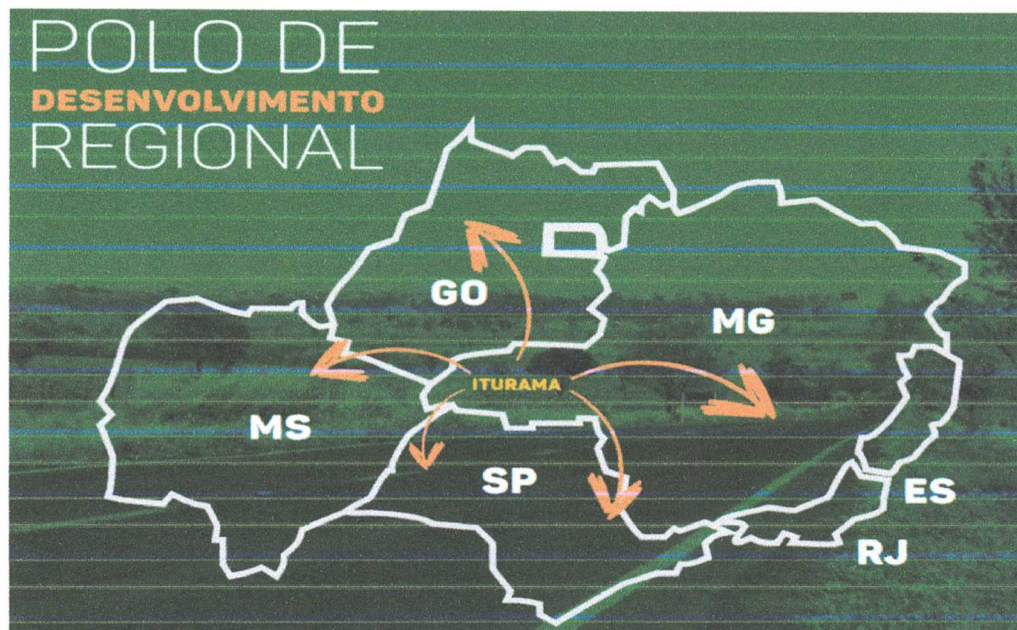 POLO DE
DESENVOLVIMENTO
REGIONAL
GO
MG
ITURAMA
MS
SP
ES
RJ